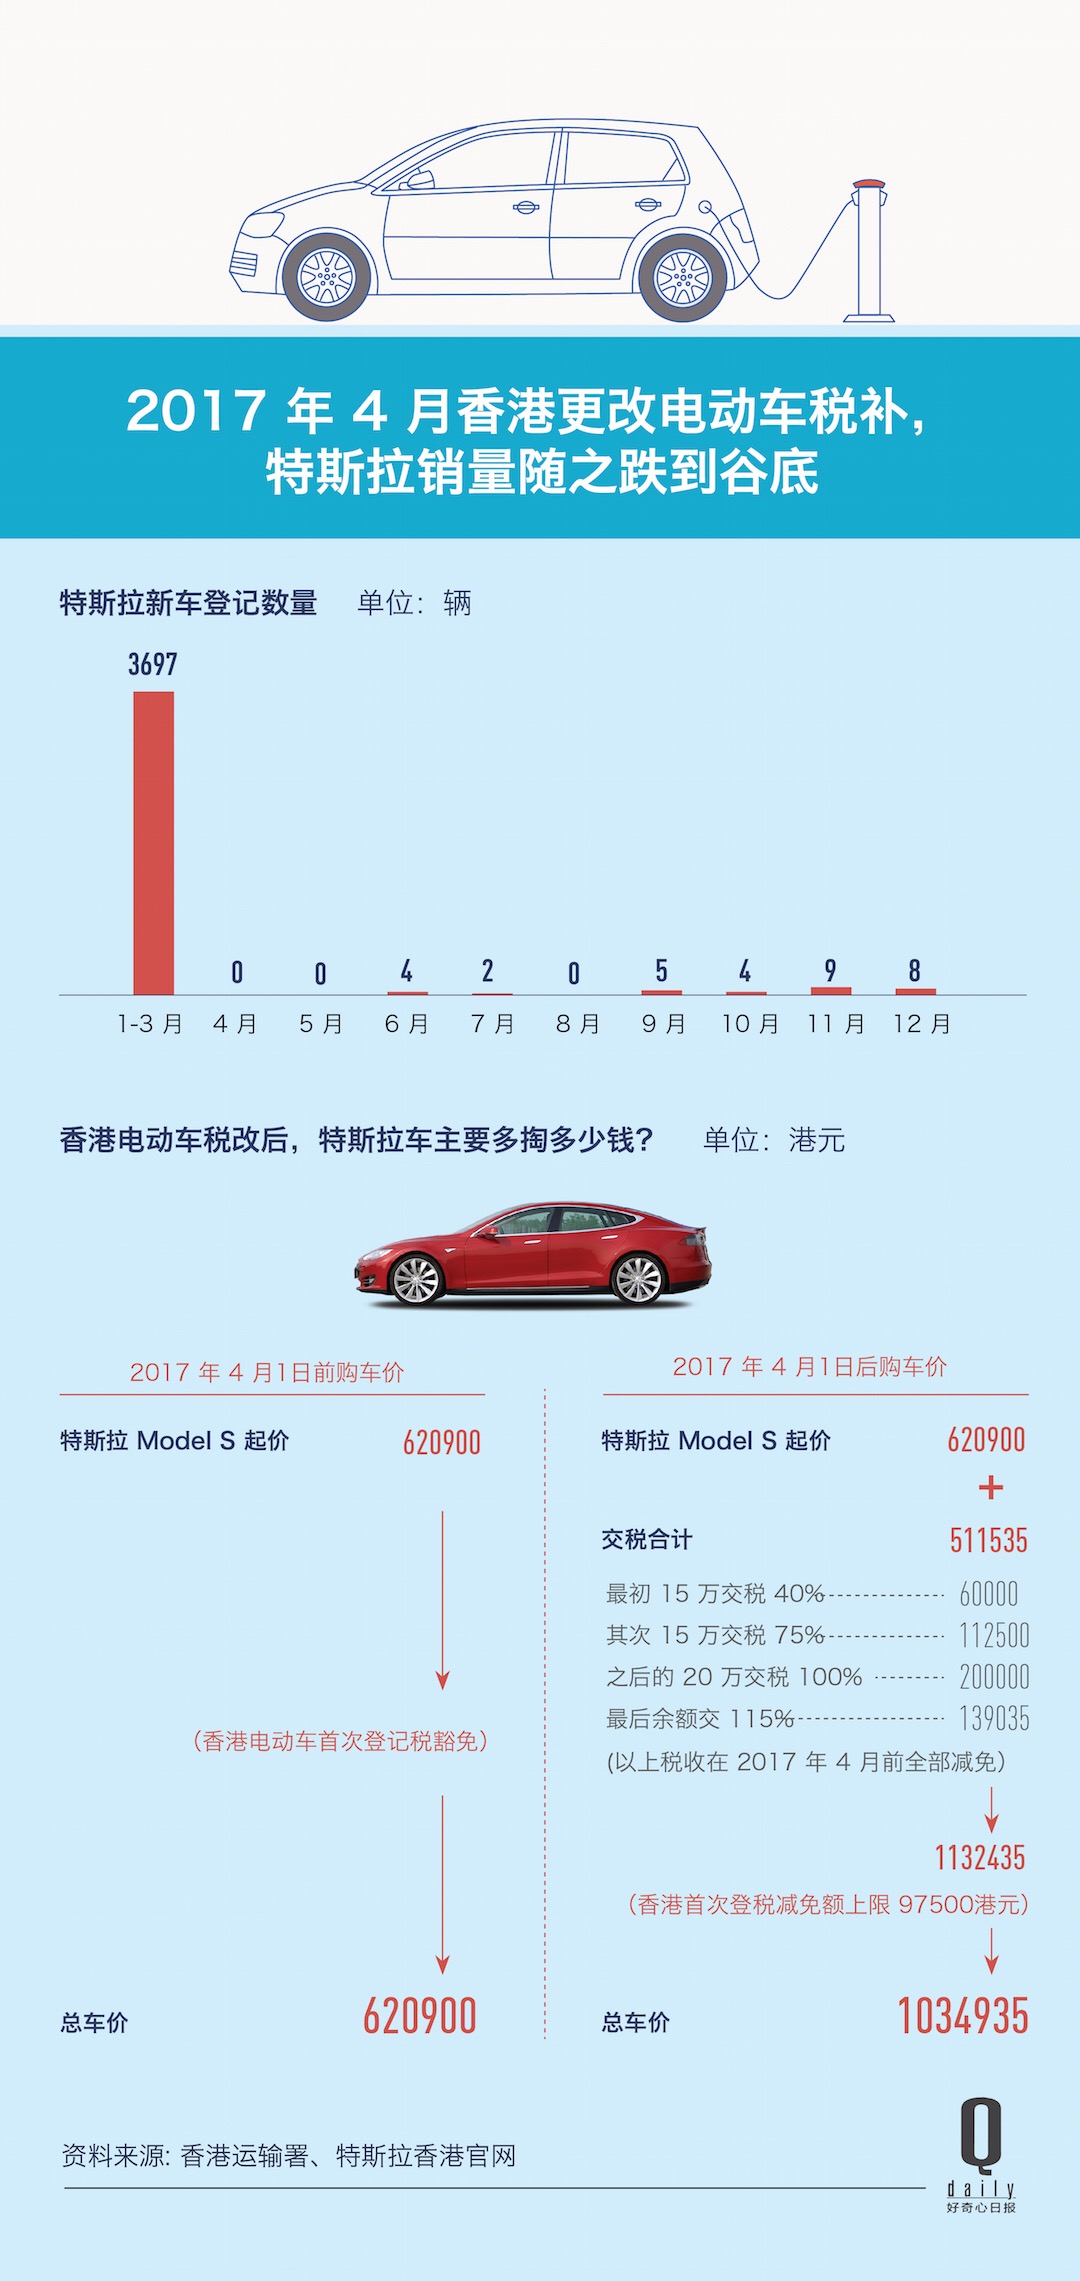 2017 年 4 月香港更改电动车税补，
特斯拉销量随之跌到谷底
特斯拉新车登记数量 单位：辆
3697
0 0 4 2 0 5 4 9 8
1-3 月 4 月 5 月 6 月 7 月 8 月 9 月 10 月 11 月 12 月
香港电动车税改后，特斯拉车主要多掏多少钱？ 单位：港元
2017 年 4 月1日前购车价
特斯拉 Model S 起价 620900
（香港电动车首次登记税豁免）
总车价 620900
2017 年 4 月1日后购车价
特斯拉 Model S 起价 620900
+
交税合计 511535
最初 15 万交税 40% 60000
其次 15 万交税 75% 112500
之后的 20 万交税 100% 200000
最后余额交 115% 139035
(以上税收在 2017 年 4 月前全部减免）
1132435
（香港首次登税减免额上限 97500港元）
总车价 1034935
资料来源: 香港运输署、特斯拉香港官网
Q
daily
好奇心日报